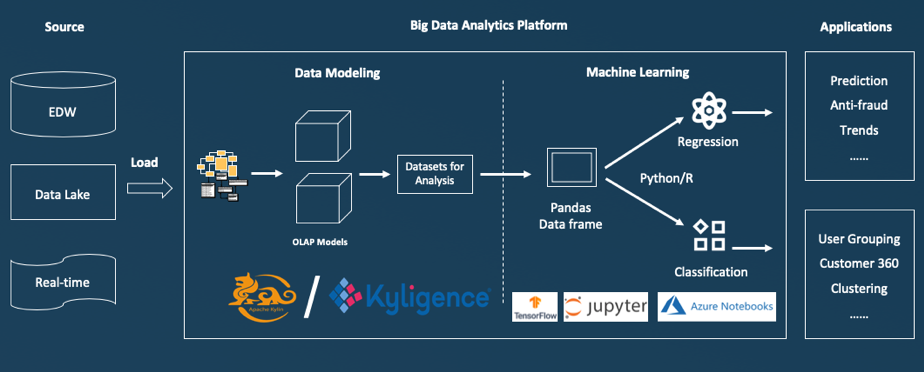 Source
EDW
Data Lake
Real-time
Load
Big Data Analytics Platform
Data Modeling
OLAP Models
Datasets for
Analysis
Apache Kylin
/
Kyligence®
Machine Learning
Pandas
Data frame
Python/R
Regression
Classification
TensorFlow
jupyter
Azure Notebooks
Applications
Prediction
Anti-fraud
Trends
......
User Grouping
Customer 360
Clustering
......